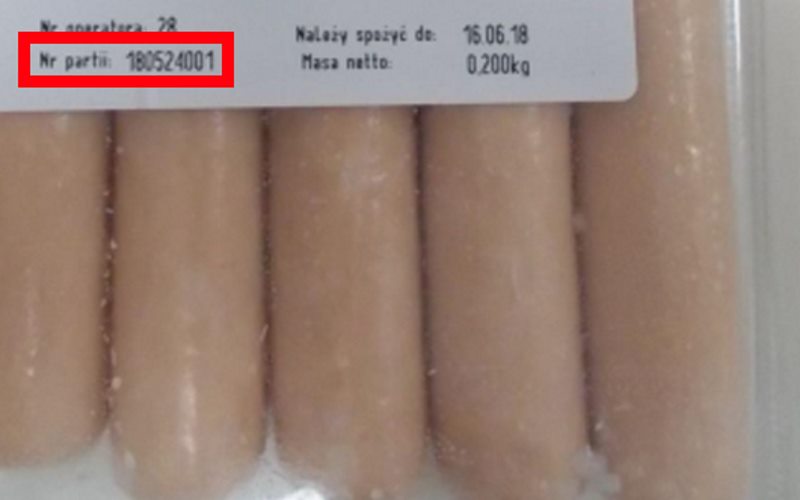 Nr operatora: 28
Nr partii: 180524001
Należy spożyć do: 16.06.18
Masa netto: 0,200kg